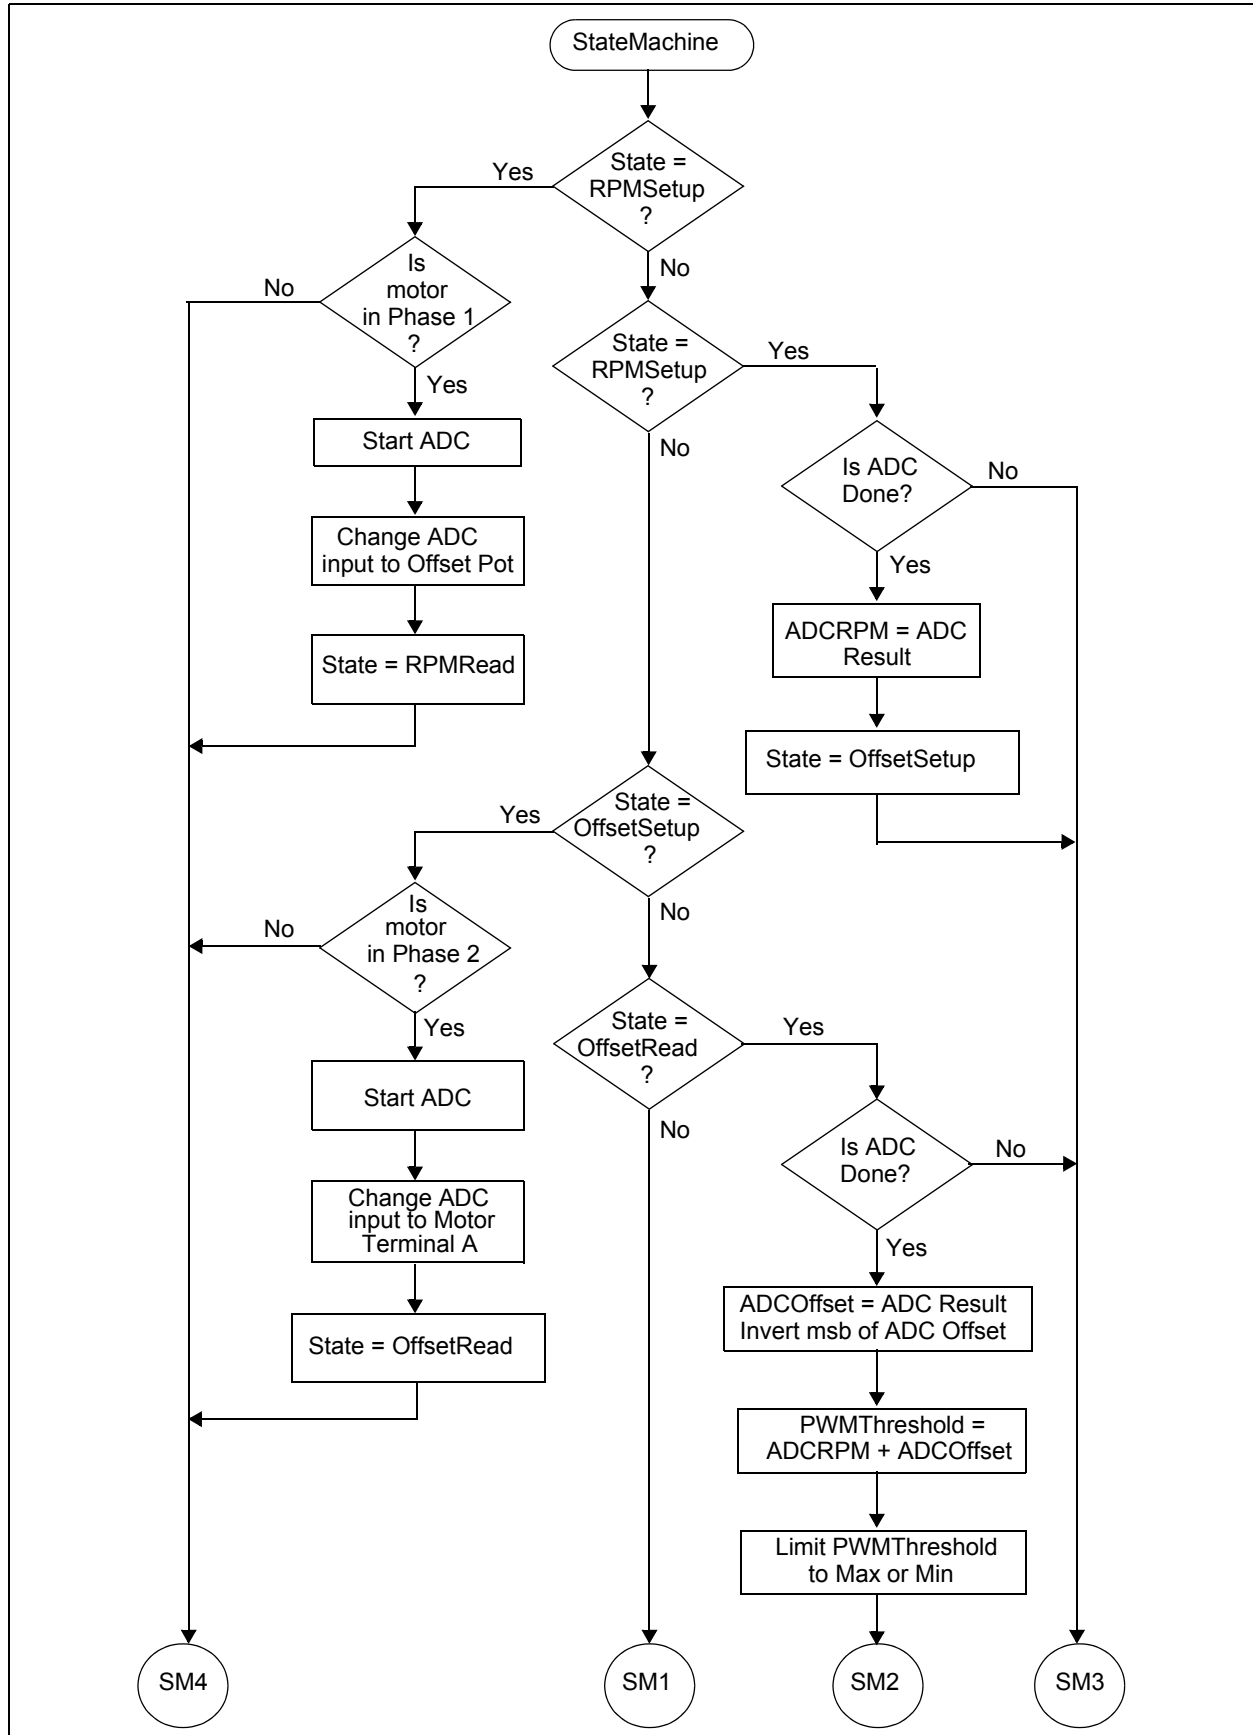 StateMachine
State =
RPMSetup
?
Yes
No
Is
motor
in Phase 1
?
No
Yes
Start ADC
Change ADC
input to Offset Pot
State = RPMRead
State =
RPMSetup
?
Yes
No
Is ADC
Done?
No
Yes
ADCRPM = ADC
Result
State = OffsetSetup
State =
OffsetSetup
?
Yes
No
Is
motor
in Phase 2
?
No
Yes
Start ADC
Change ADC
input to Motor
Terminal A
State = OffsetRead
State =
OffsetRead
?
Yes
No
Is ADC
Done?
No
Yes
ADCOffset = ADC Result
Invert msb of ADC Offset
PWMThreshold =
ADCRPM + ADCOffset
Limit PWMThreshold
to Max or Min
SM4
SM1
SM2
SM3